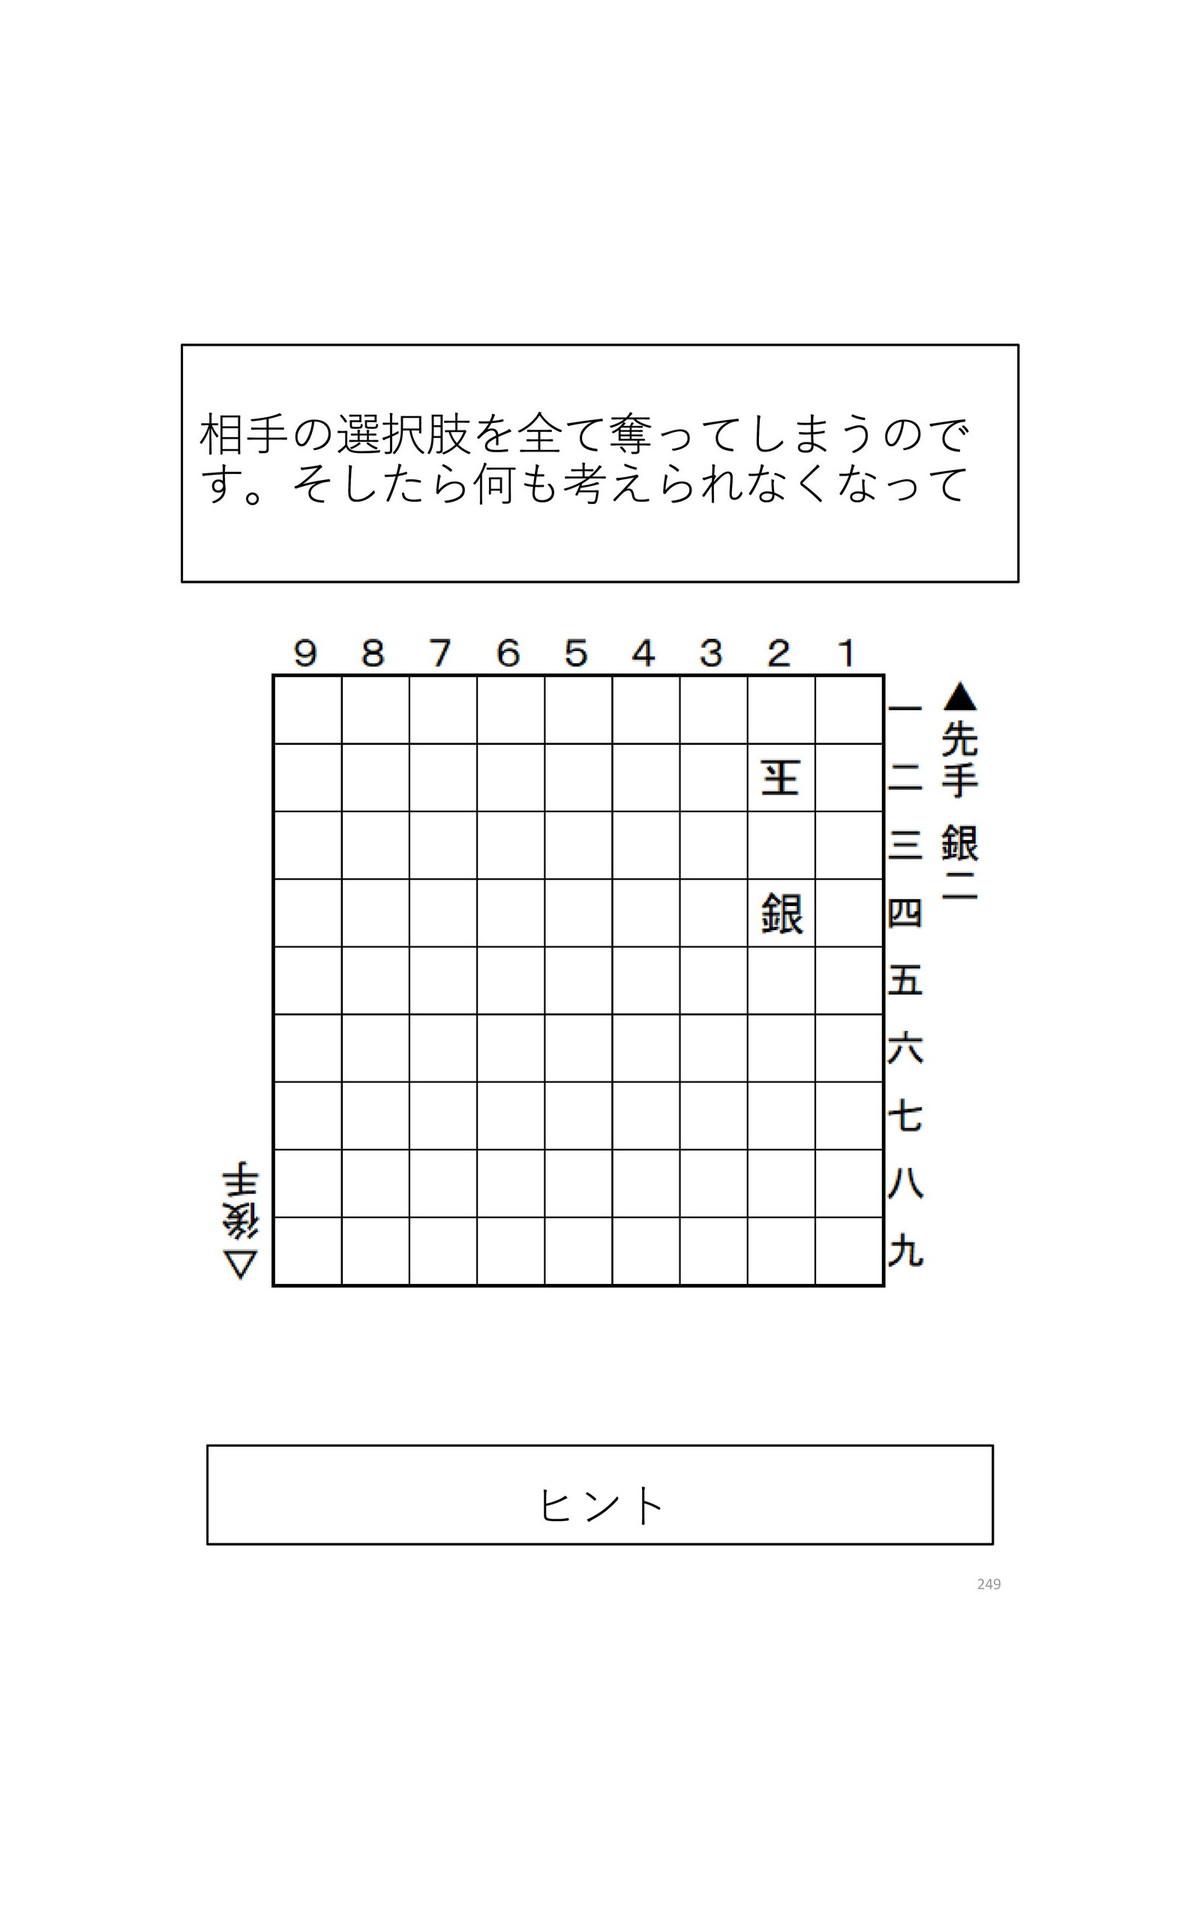 相手の選択肢を全て奪ってしまうので
す。そしたら何も考えられなくなって
9 8 7 6 5 4 3 2 1
一
二
三
四
五
六
七
八
九
王
銀
▲先手 銀二
△後手
ヒント
249